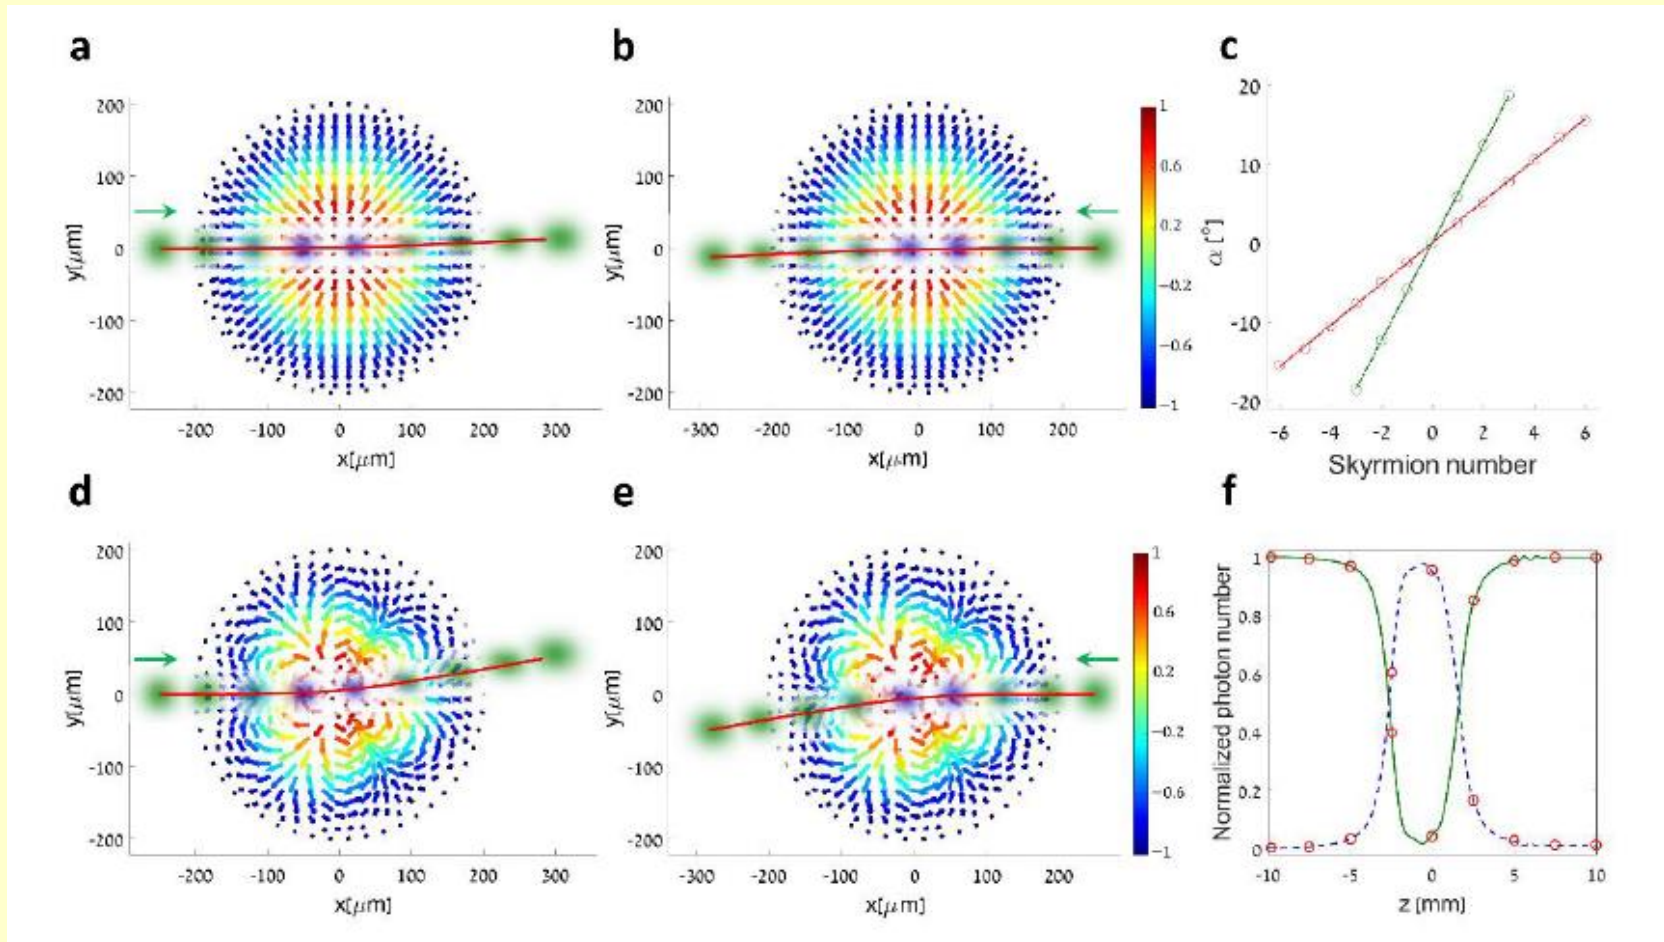 a
y[μm]
200
100
0
-100
-200
-200 -100 0 100 200 300
x[μm]
b
y[μm]
200
100
0
-100
-200
-300 -200 -100 0 100 200
x[μm]
1
0.6
0.2
-0.2
-0.6
-1
c
α [°]
20
10
0
-10
-20
-6 -4 -2 0 2 4 6
Skyrmion number
d
y[μm]
200
100
0
-100
-200
-200 -100 0 100 200 300
x[μm]
e
y[μm]
200
100
0
-100
-200
-300 -200 -100 0 100 200
x[μm]
1
0.6
0.2
-0.2
-0.6
-1
f
Normalized photon number
1
0.8
0.6
0.4
0.2
0
-10 -5 0 5 10
z [mm]